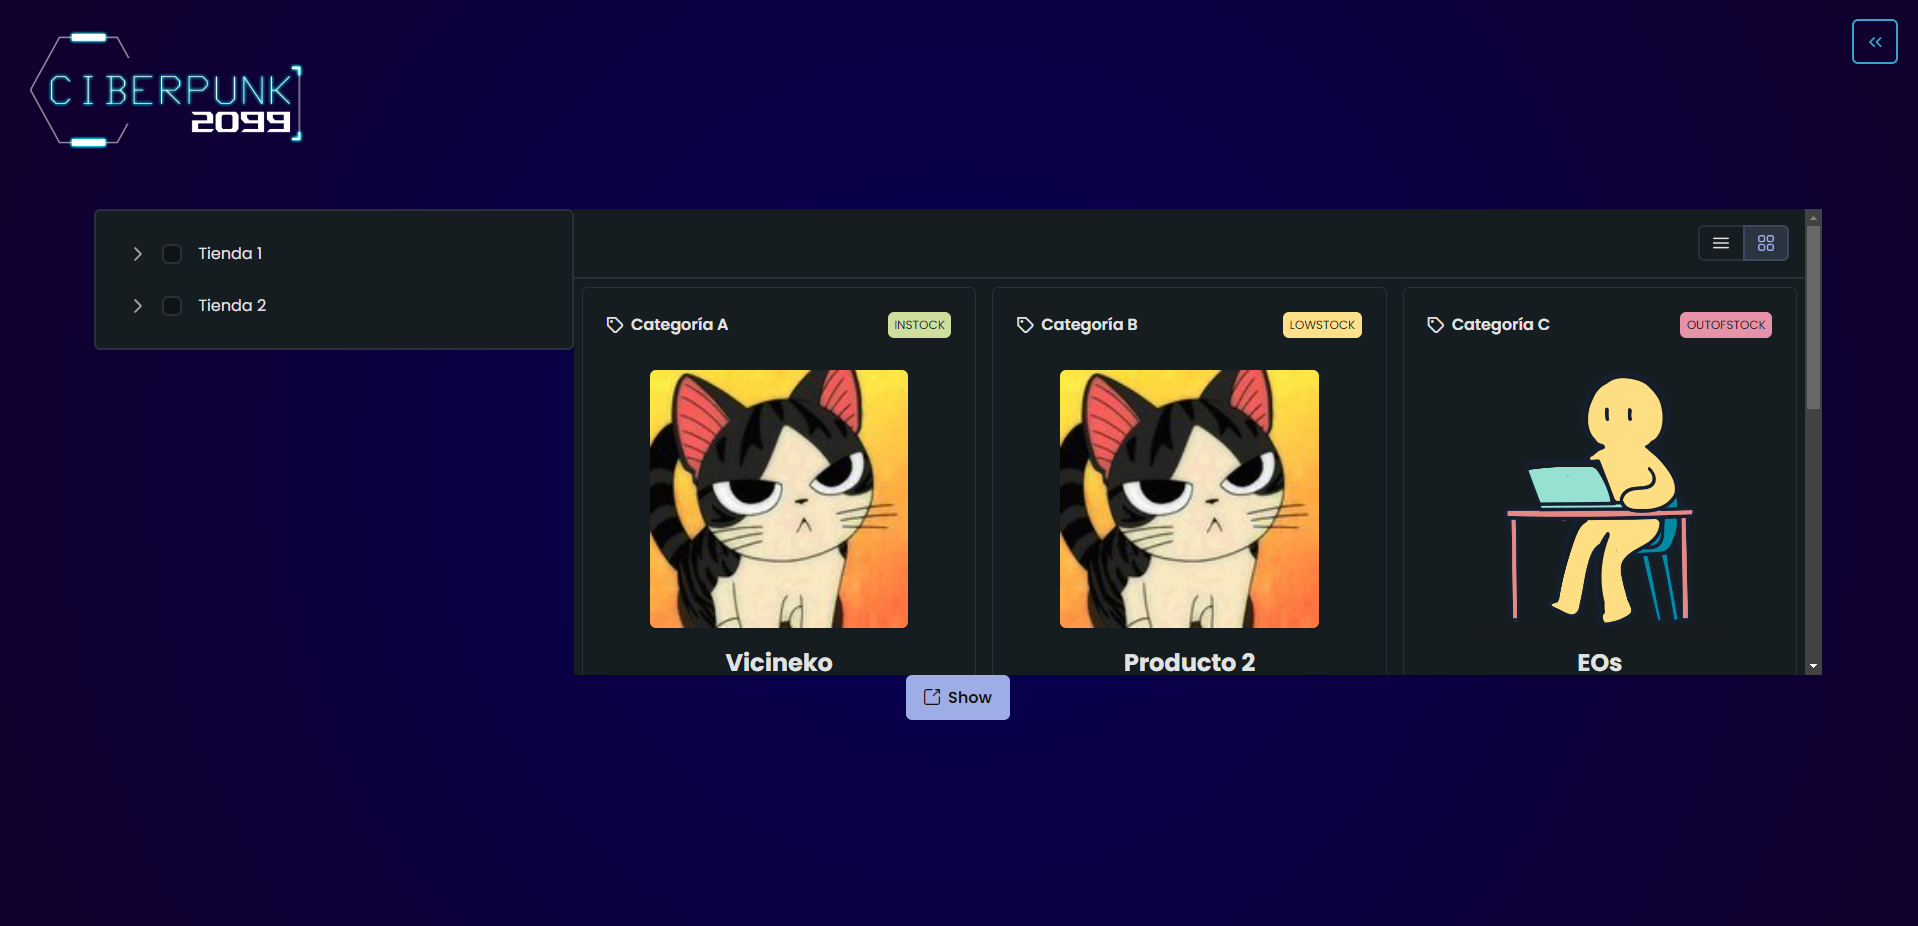 CIBERPUNK
2099
Tienda 1
Tienda 2
Categoría A
INSTOCK
Categoría B
LOWSTOCK
Categoría C
OUTOFSTOCK
Vicineko
Producto 2
EOs
Show